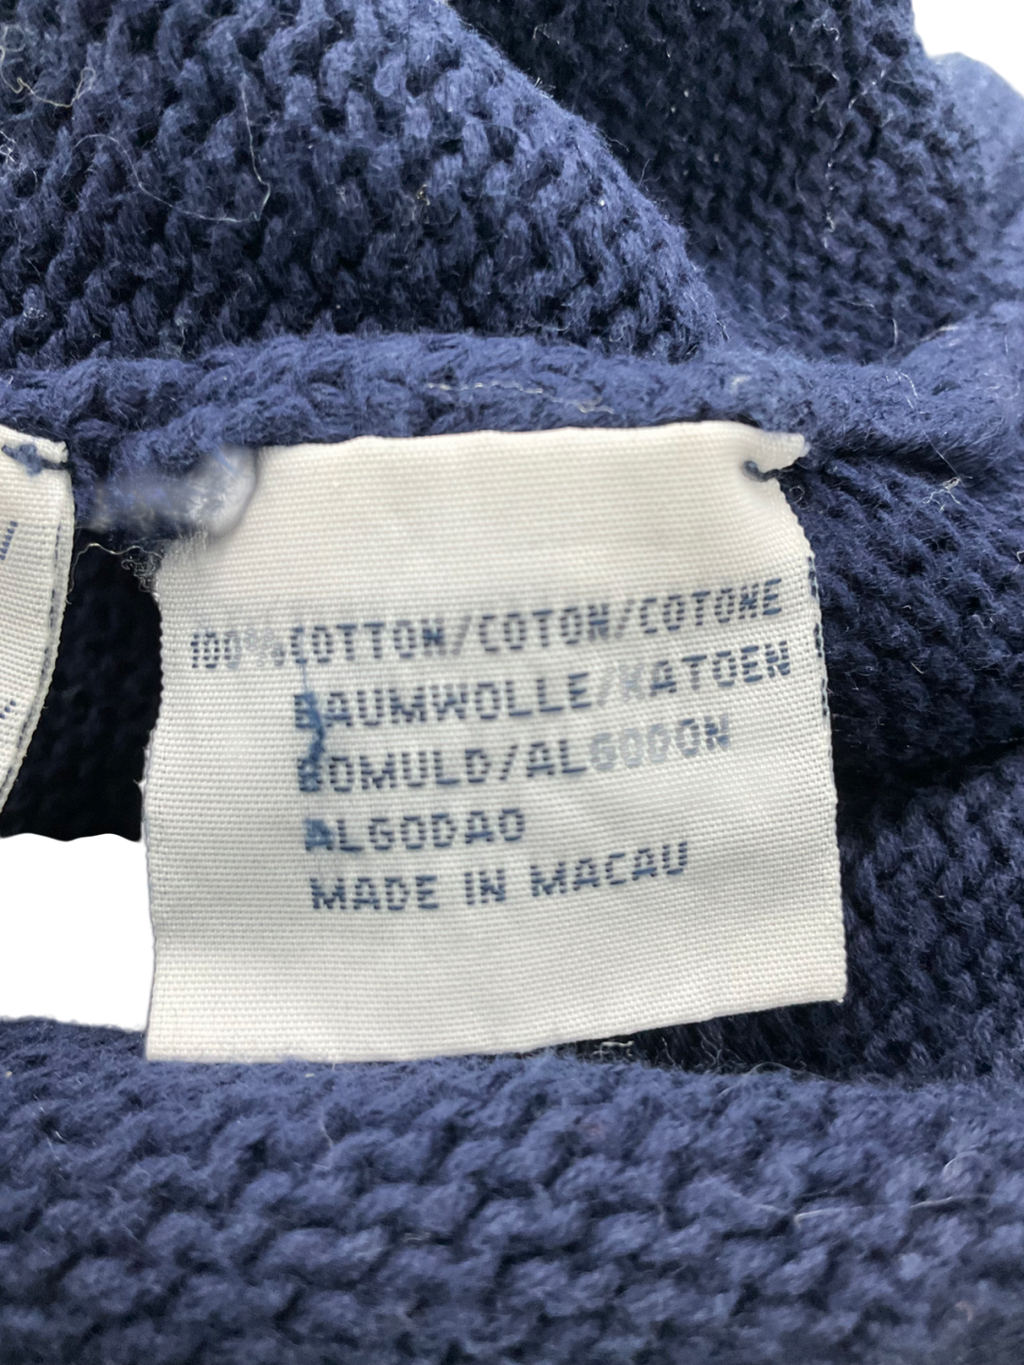 100% COTTON/COTON/COTONE
BAUMWOLLE/KATOEN
BOMULD/ALGODON
ALGODAO
MADE IN MACAU